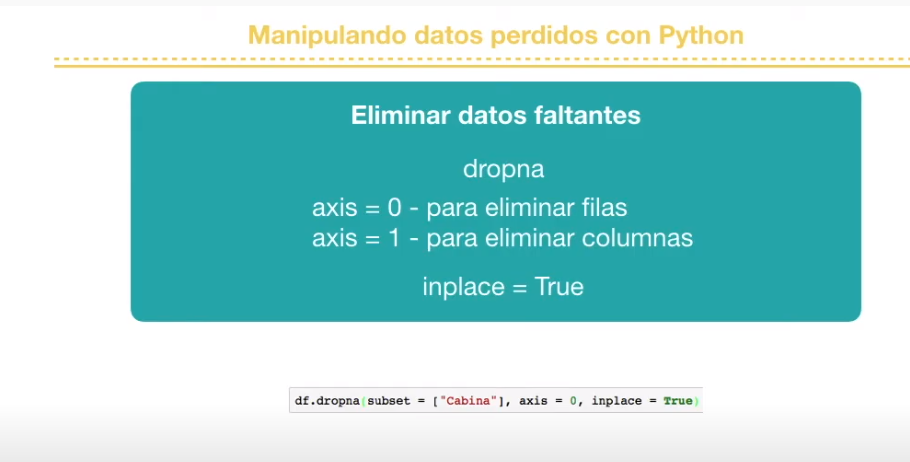 Manipulando datos perdidos con Python
Eliminar datos faltantes
dropna
axis = 0 - para eliminar filas
axis = 1 - para eliminar columnas
inplace = True
df.dropna(subset = ["Cabina"], axis = 0, inplace = True)